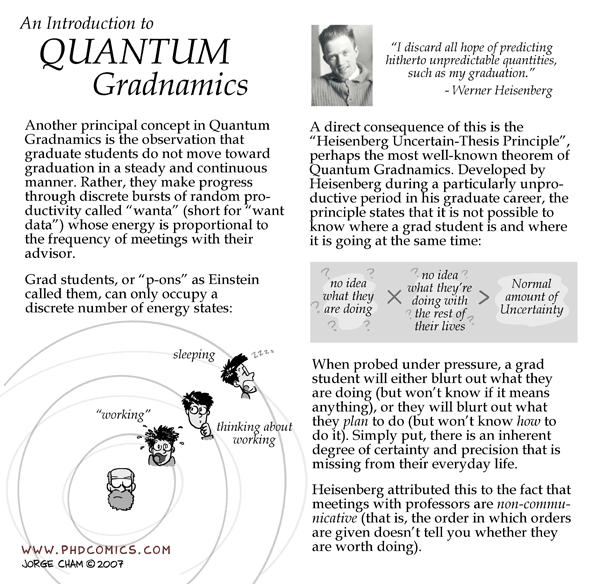 An Introduction to
QUANTUM
Gradnamics
Another principal concept in Quantum
Gradnamics is the observation that
graduate students do not move toward
graduation in a steady and continuous
manner. Rather, they make progress
through discrete bursts of random pro-
ductivity called “wanta” (short for “want
data”) whose energy is proportional to
the frequency of meetings with their
advisor.
Grad students, or “p-ons” as Einstein
called them, can only occupy a
discrete number of energy states:
sleeping
zzzz
“working”
thinking about
working
WWW.PHDCOMICS.COM
JORGE CHAM © 2007
“I discard all hope of predicting
hitherto unpredictable quantities,
such as my graduation.”
- Werner Heisenberg
A direct consequence of this is the
“Heisenberg Uncertain-Thesis Principle”,
perhaps the most well-known theorem of
Quantum Gradnamics. Developed by
Heisenberg during a particularly unpro-
ductive period in his graduate career, the
principle states that it is not possible to
know where a grad student is and where
it is going at the same time:
? no idea ?
what they
are doing
×
? no idea ?
what they’re
doing with
the rest of
their lives
>
Normal
amount of
Uncertainty
When probed under pressure, a grad
student will either blurt out what they
are doing (but won’t know if it means
anything), or they will blurt out what
they plan to do (but won’t know how to
do it). Simply put, there is an inherent
degree of certainty and precision that is
missing from their everyday life.
Heisenberg attributed this to the fact that
meetings with professors are non-commu-
nicative (that is, the order in which orders
are given doesn’t tell you whether they
are worth doing).